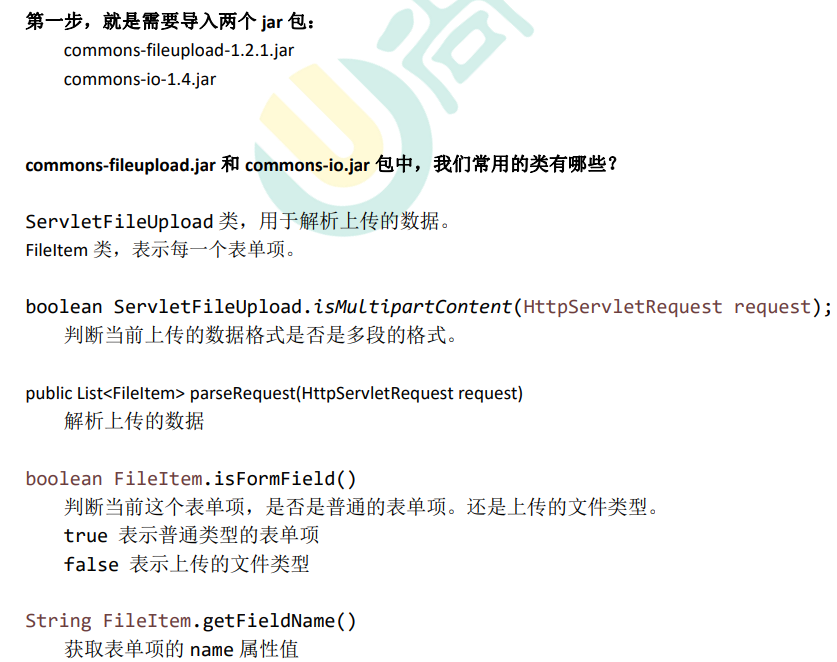 第一步，就是需要导入两个 jar 包：
commons-fileupload-1.2.1.jar
commons-io-1.4.jar
commons-fileupload.jar 和 commons-io.jar 包中，我们常用的类有哪些？
ServletFileUpload 类，用于解析上传的数据。
FileItem 类，表示每一个表单项。
boolean ServletFileUpload.isMultipartContent(HttpServletRequest request);
判断当前上传的数据格式是否是多段的格式。
public List<FileItem> parseRequest(HttpServletRequest request)
解析上传的数据
boolean FileItem.isFormField()
判断当前这个表单项，是否是普通的表单项。还是上传的文件类型。
true 表示普通类型的表单项
false 表示上传的文件类型
String FileItem.getFieldName()
获取表单项的 name 属性值